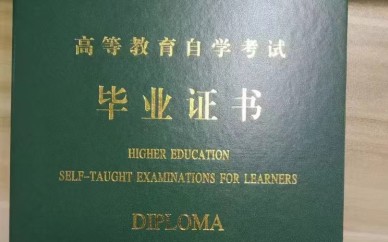 高等教育自学考试
毕业证书
HIGHER EDUCATION
SELF-TAUGHT EXAMINATIONS FOR LEARNERS
DIPLOMA